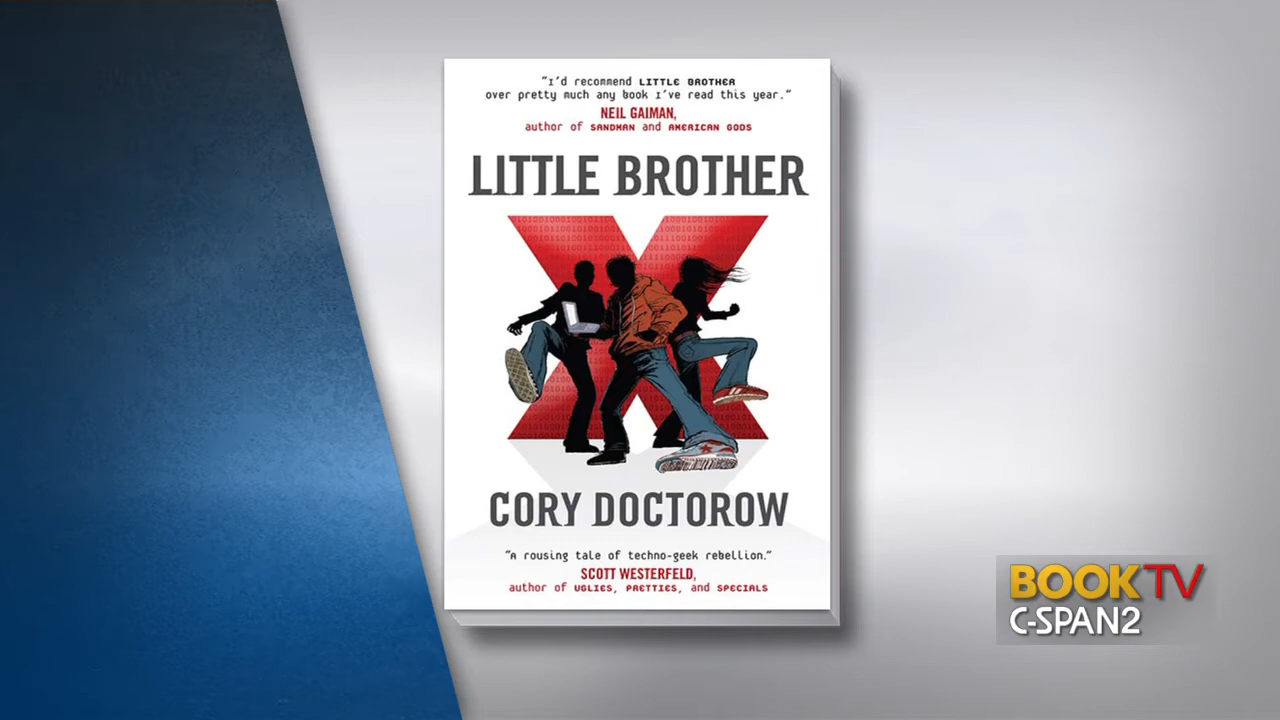 "I'd recommend LITTLE BROTHER
over pretty much any book I've read this year."
NEIL GAIMAN,
author of SANDMAN and AMERICAN GODS
LITTLE BROTHER
CORY DOCTOROW
"A rousing tale of techno-geek rebellion."
SCOTT WESTERFELD,
author of UGLIES, PRETTIES, and SPECIALS
BOOKTV
C-SPAN2